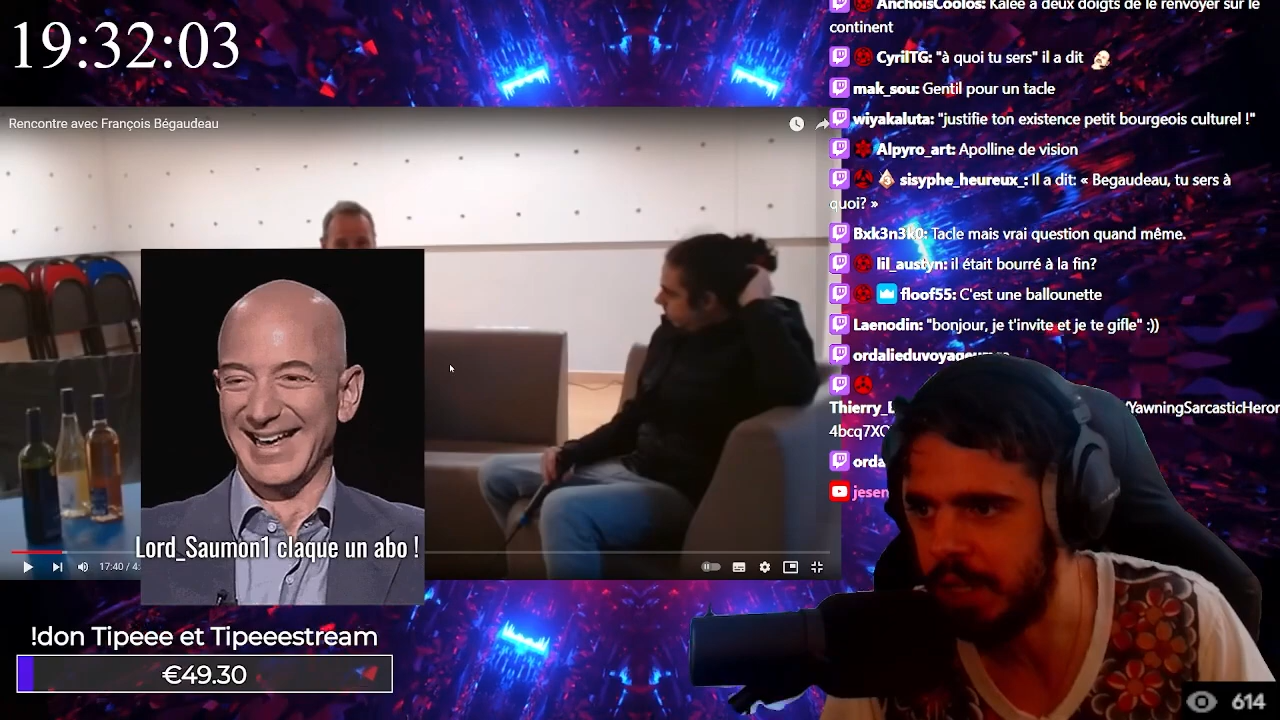 19:32:03
Rencontre avec François Bégaudeau
AnchoisCoolos: Kalee à deux doigts de le renvoyer sur le
continent
CyrilTG: "à quoi tu sers" il a dit
mak_sou: Gentil pour un tacle
wiyakaluta: "justifie ton existence petit bourgeois culturel !"
Alpyro_art: Apolline de vision
sisyphe_heureux_: Il a dit: « Begaudeau, tu sers à
quoi? »
Bxk3n3k0: Tacle mais vrai question quand même.
lil_austyn: il était bourré à la fin?
floof55: C'est une ballounette
Laenodin: "bonjour, je t'invite et je te gifle" :))
Thierry_
/YawningSarcasticHeron
4bcq7XQ
orda
jesen
Lord_Saumon1 claque un abo !
17:40 / 4
!don Tipeee et Tipeeestream
€49.30
614